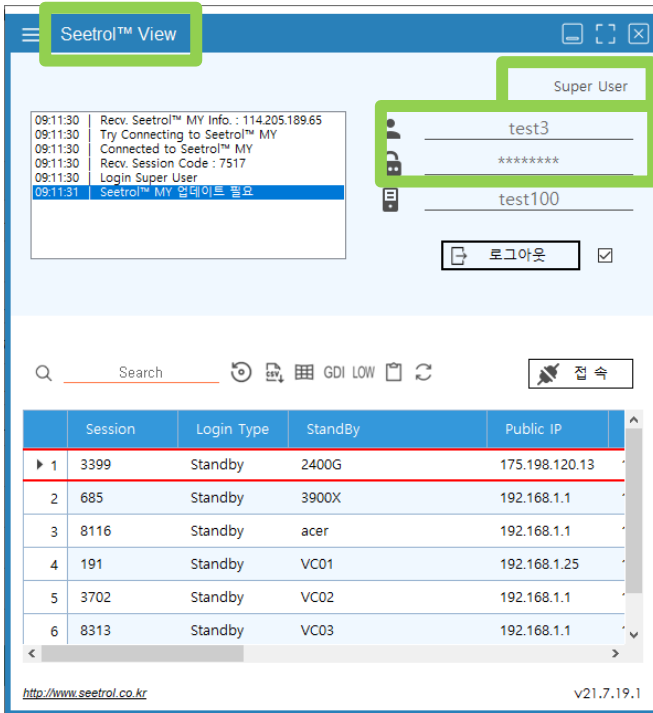 Seetrol™ View
Super User
09:11:30 | Recv. Seetrol™ MY Info. : 114.205.189.65
09:11:30 | Try Connecting to Seetrol™ MY
09:11:30 | Connected to Seetrol™ MY
09:11:30 | Recv. Session Code : 7517
09:11:30 | Login Super User
09:11:31 | Seetrol™ MY 업데이트 필요
test3
********
test100
로그아웃
Search
CSV
GDI LOW
접 속
Session Login Type StandBy Public IP
1 3399 Standby 2400G 175.198.120.13
2 685 Standby 3900X 192.168.1.1
3 8116 Standby acer 192.168.1.1
4 191 Standby VC01 192.168.1.25
5 3702 Standby VC02 192.168.1.1
6 8313 Standby VC03 192.168.1.1
http://www.seetrol.co.kr
v21.7.19.1